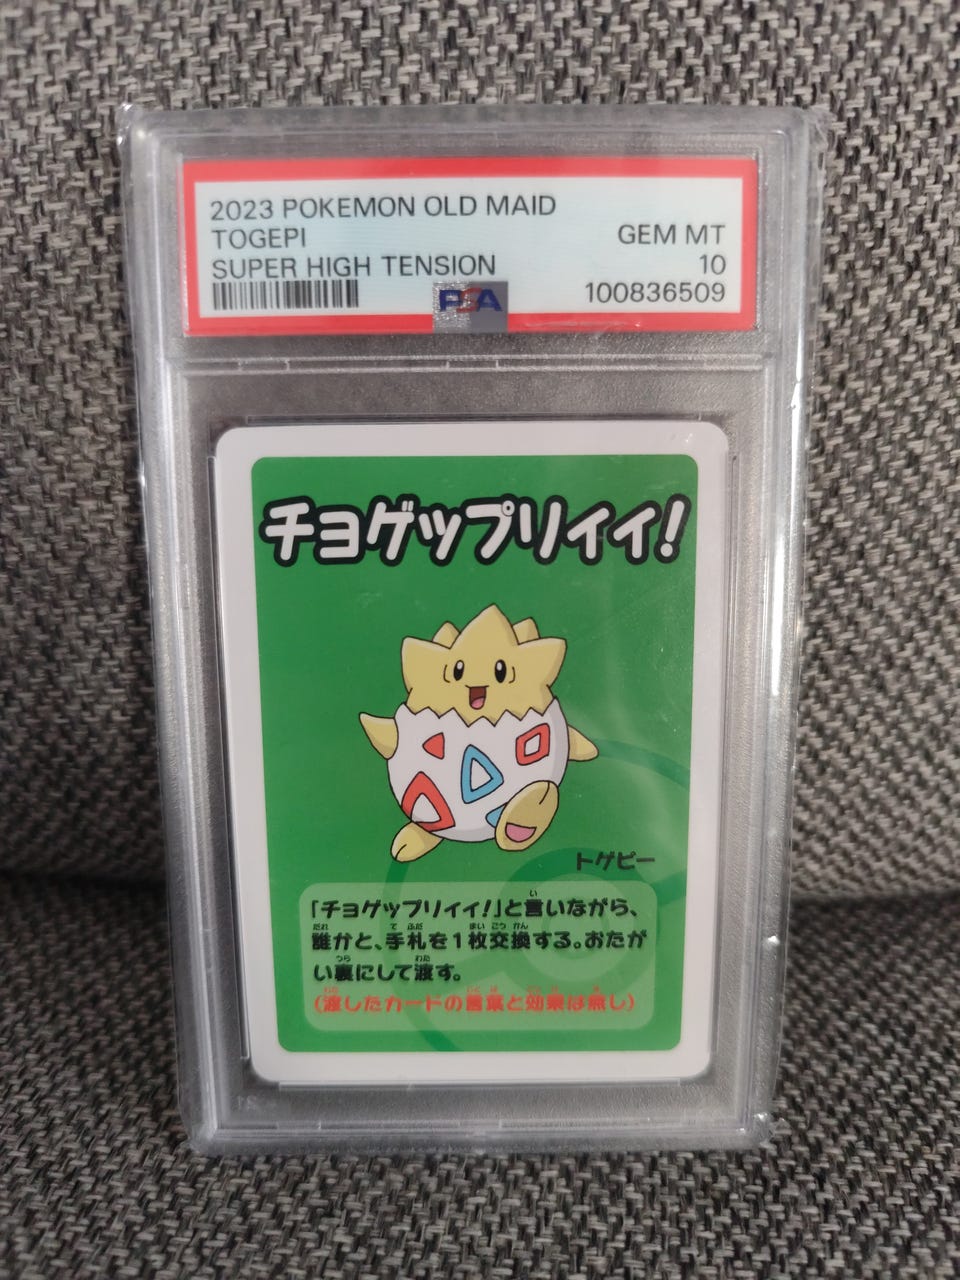 2023 POKEMON OLD MAID
TOGEPI GEM MT
SUPER HIGH TENSION 10
PSA 100836509
チョゲップリィィ!
トゲピー
「チョゲップリィィ!」と言いながら、
誰かと、手札を1枚交換する。おたが
い裏にして渡す。
(渡したカードの言葉と効果は無し)